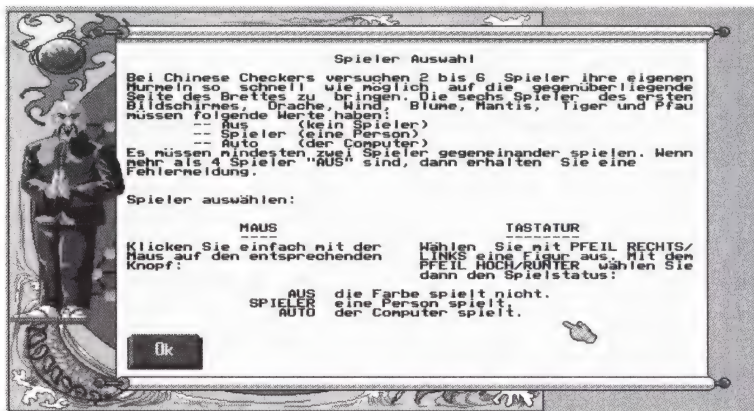 Spieler Auswahl
Bei Chinese Checkers versuchen 2 bis 6 Spieler ihre eigenen
Murmeln so schnell wie möglich auf die gegenüberliegende
Seite des Brettes zu bringen. Die sechs Spieler des ersten
Bildschirmes, Drache, Wind, Blume, Mantis, Tiger und Pfau
müssen folgende Werte haben:
-- Aus (kein Spieler)
-- Spieler (eine Person)
-- Auto (der Computer)
Es müssen mindesten zwei Spieler gegeneinander spielen. Wenn
mehr als 4 Spieler "AUS" sind, dann erhalten Sie eine
Fehlermeldung.
Spieler auswählen:
MAUS
----
Klicken Sie einfach mit der
Maus auf den entsprechenden
Knopf:
TASTATUR
--------
Wählen Sie mit PFEIL RECHTS/
LINKS eine Figur aus. Mit dem
PFEIL HOCH/RUNTER wählen Sie
dann den Spielstatus:
AUS die Farbe spielt nicht.
SPIELER eine Person spielt.
AUTO der Computer spielt.
Ok